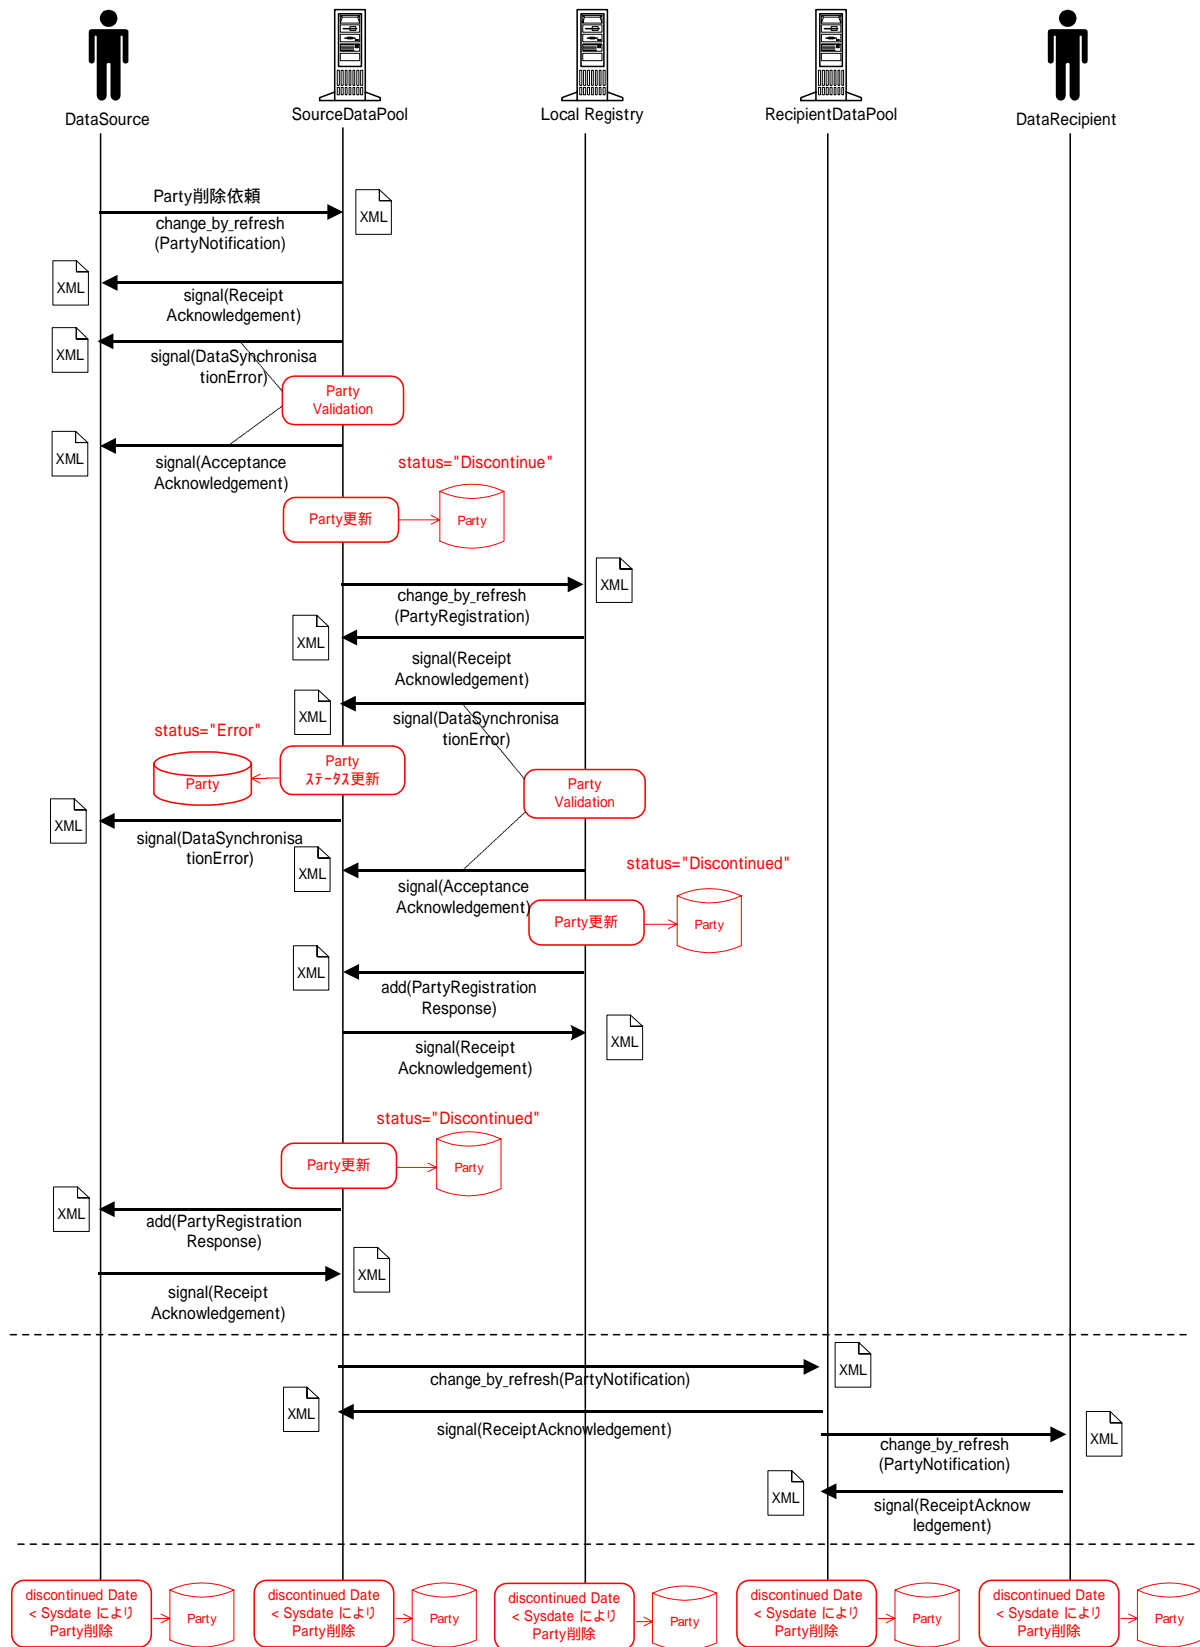 DataSource
SourceDataPool
Local Registry
RecipientDataPool
DataRecipient
Party削除依頼
XML
change_by_refresh
(PartyNotification)
XML
signal(Receipt
Acknowledgement)
XML
signal(DataSynchronisa
tionError)
Party
Validation
XML
signal(Acceptance
Acknowledgement)
status="Discontinue"
Party更新
Party
XML
change_by_refresh
(PartyRegistration)
XML
signal(Receipt
Acknowledgement)
XML
signal(DataSynchronisa
tionError)
status="Error"
Party
Party
ｽﾃｰﾀｽ更新
Party
Validation
XML
signal(DataSynchronisa
tionError)
XML
signal(Acceptance
Acknowledgement)
status="Discontinued"
Party更新
Party
XML
add(PartyRegistration
Response)
XML
signal(Receipt
Acknowledgement)
status="Discontinued"
Party更新
Party
XML
add(PartyRegistration
Response)
XML
signal(Receipt
Acknowledgement)
XML
change_by_refresh(PartyNotification)
XML
signal(ReceiptAcknowledgement)
XML
change_by_refresh
(PartyNotification)
XML
signal(ReceiptAcknow
ledgement)
discontinued Date
< Sysdate により
Party削除
Party
discontinued Date
< Sysdate により
Party削除
Party
discontinued Date
< Sysdate により
Party削除
Party
discontinued Date
< Sysdate により
Party削除
Party
discontinued Date
< Sysdate により
Party削除
Party